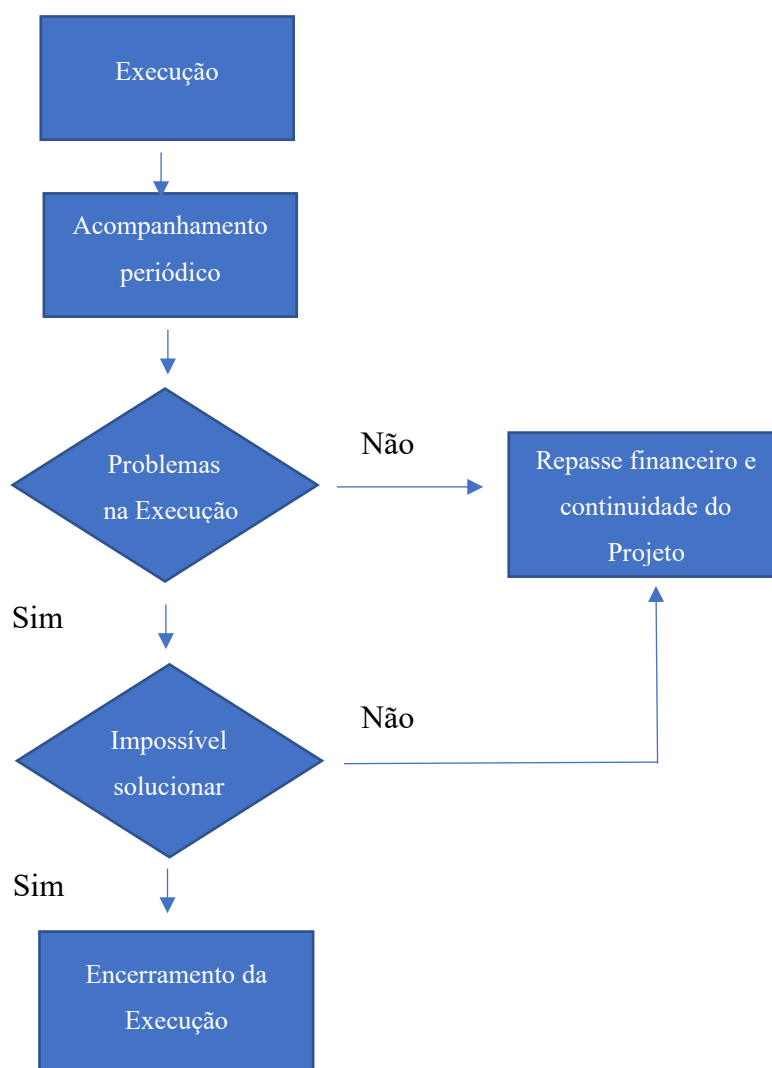 Execução
Acompanhamento
periódico
Problemas
na Execução
Não
Repasse financeiro e
continuidade do
Projeto
Sim
Impossível
solucionar
Não
Sim
Encerramento da
Execução